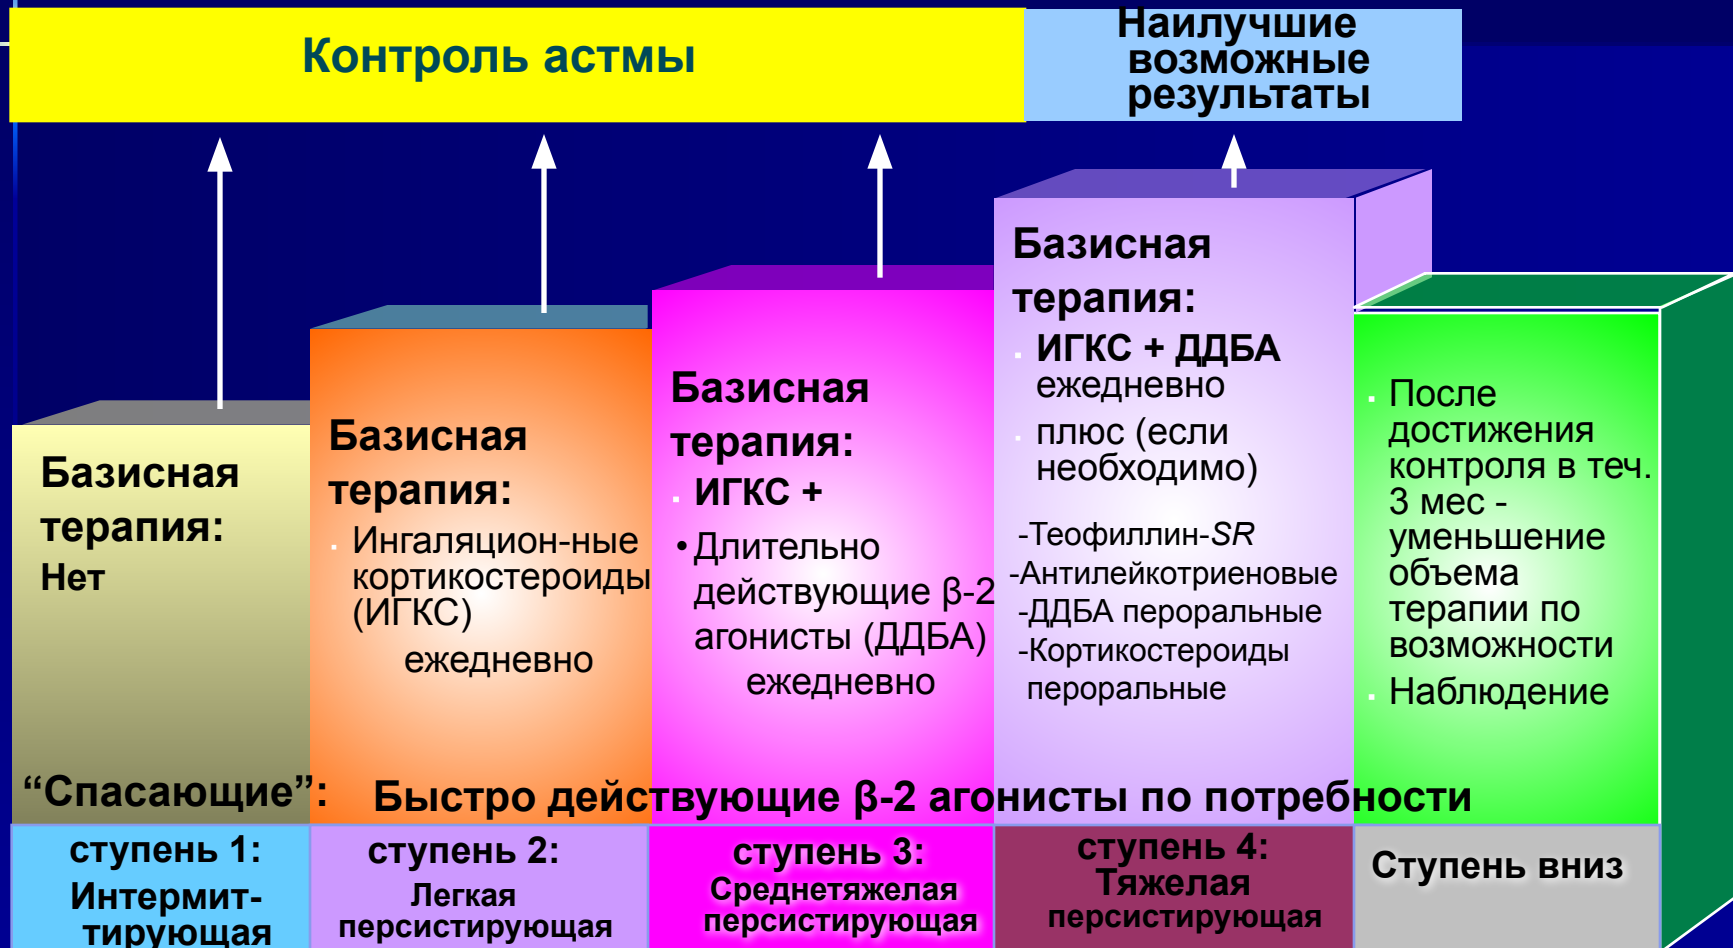 Контроль астмы
Наилучшие
возможные
результаты
Базисная
терапия:
Нет
Базисная
терапия:
Ингаляцион-ные
кортикостероиды
(ИГКС)
ежедневно
Базисная
терапия:
ИГКС +
•Длительно
действующие β-2
агонисты (ДДБА)
ежедневно
Базисная
терапия:
ИГКС + ДДБА
ежедневно
плюс (если
необходимо)
-Теофиллин-SR
-Антилейкотриеновые
-ДДБА пероральные
-Кортикостероиды
пероральные
После
достижения
контроля в теч.
3 мес -
уменьшение
объема
терапии по
возможности
Наблюдение
“Спасающие”: Быстро действующие β-2 агонисты по потребности
ступень 1:
Интермит-
тирующая
ступень 2:
Легкая
персистирующая
ступень 3:
Среднетяжелая
персистирующая
ступень 4:
Тяжелая
персистирующая
Ступень вниз